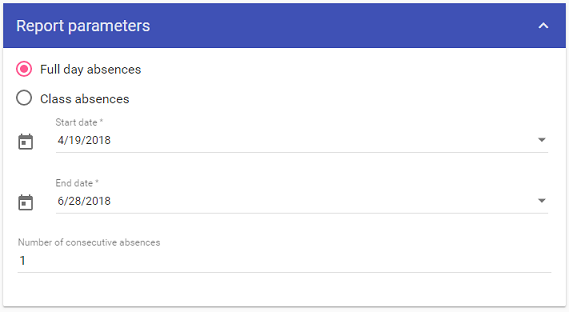 Report parameters
Full day absences
Class absences
Start date *
4/19/2018
End date *
6/28/2018
Number of consecutive absences
1